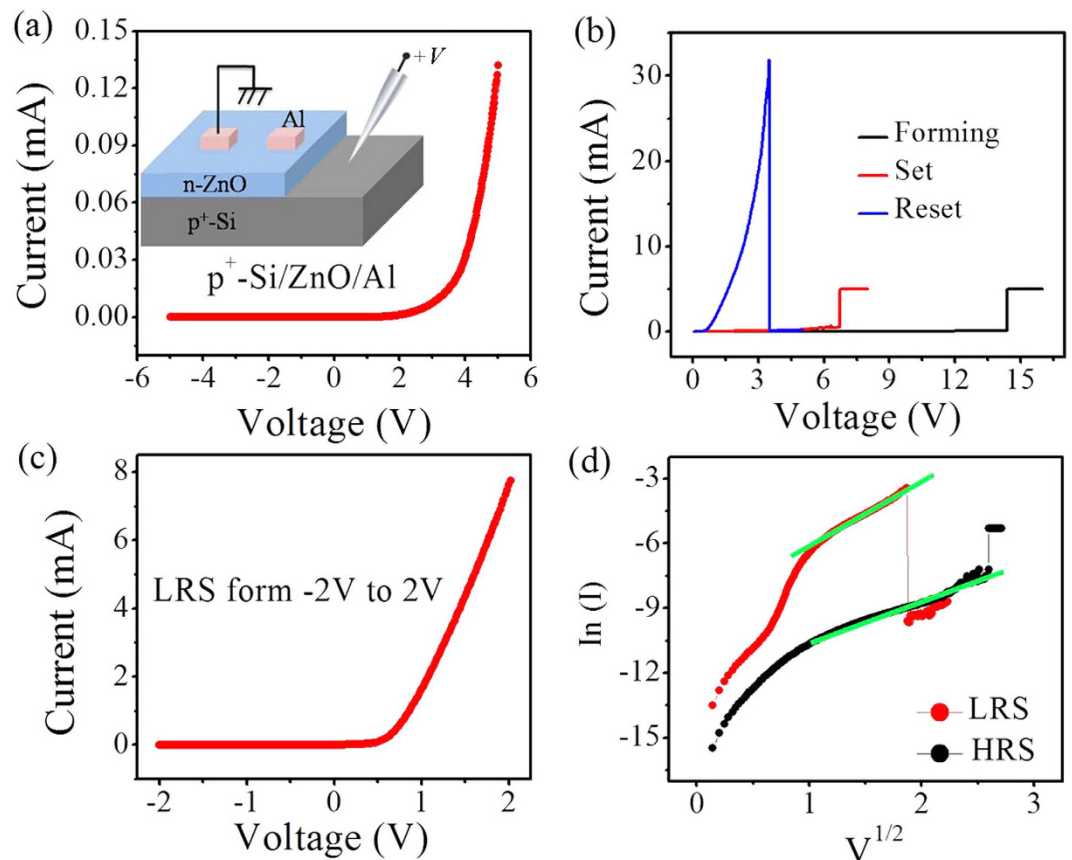 (a)
Current (mA)
0.15
0.12
0.09
0.06
0.03
0.00
-6 -4 -2 0 2 4 6
Voltage (V)
+V
Al
n-ZnO
p+-Si
p+-Si/ZnO/Al
(b)
Current (mA)
30
20
10
0
0 3 6 9 12 15
Voltage (V)
Forming
Set
Reset
(c)
Current (mA)
8
6
4
2
0
-2 -1 0 1 2
Voltage (V)
LRS form -2V to 2V
(d)
In (I)
-3
-6
-9
-12
-15
0 1 2 3
V1/2
LRS
HRS